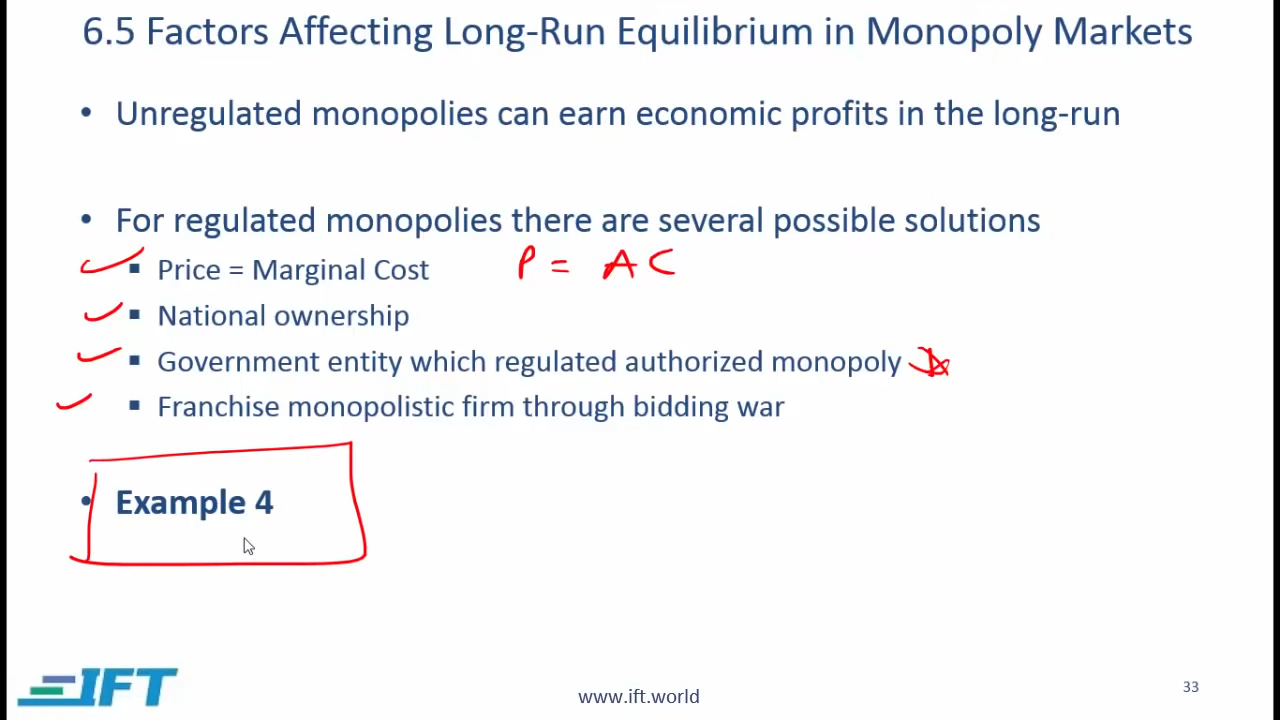 6.5 Factors Affecting Long-Run Equilibrium in Monopoly Markets
• Unregulated monopolies can earn economic profits in the long-run
• For regulated monopolies there are several possible solutions
▪ Price = Marginal Cost P = AC
▪ National ownership
▪ Government entity which regulated authorized monopoly
▪ Franchise monopolistic firm through bidding war
• Example 4
IFT
www.ift.world
33